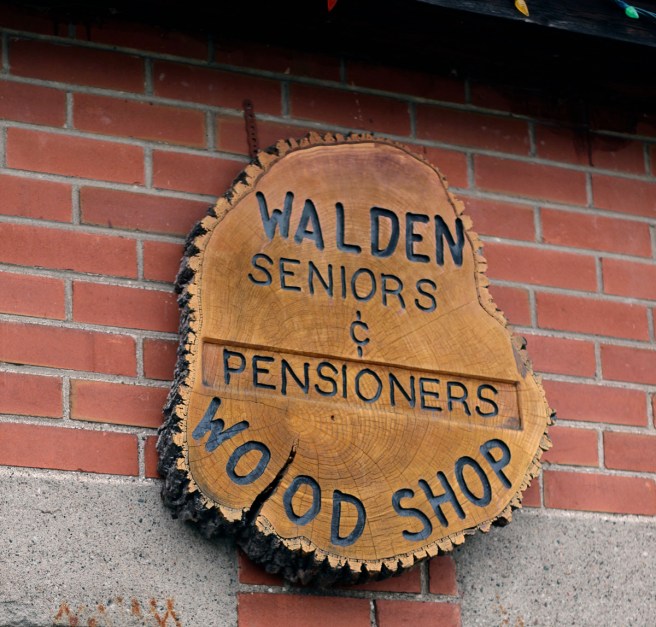 WALDEN
SENIORS
&
PENSIONERS
WOOD SHOP